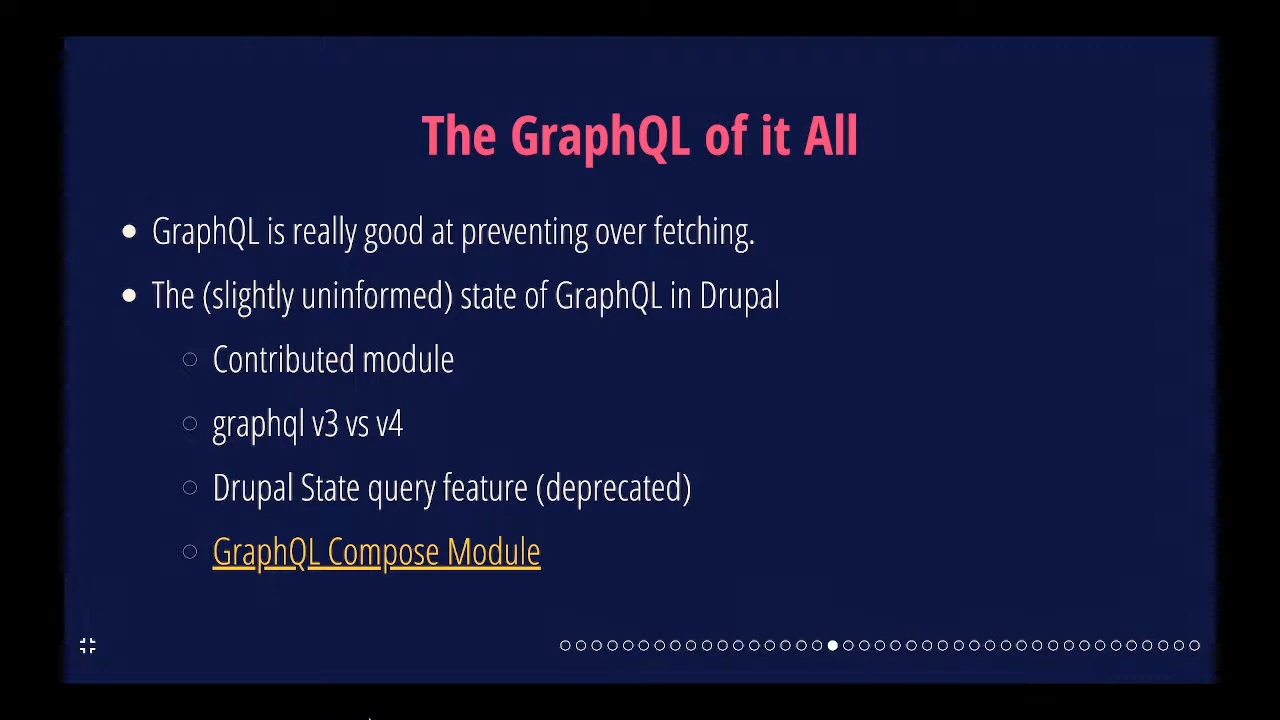 The GraphQL of it All
GraphQL is really good at preventing over fetching.
The (slightly uninformed) state of GraphQL in Drupal
Contributed module
graphql v3 vs v4
Drupal State query feature (deprecated)
GraphQL Compose Module